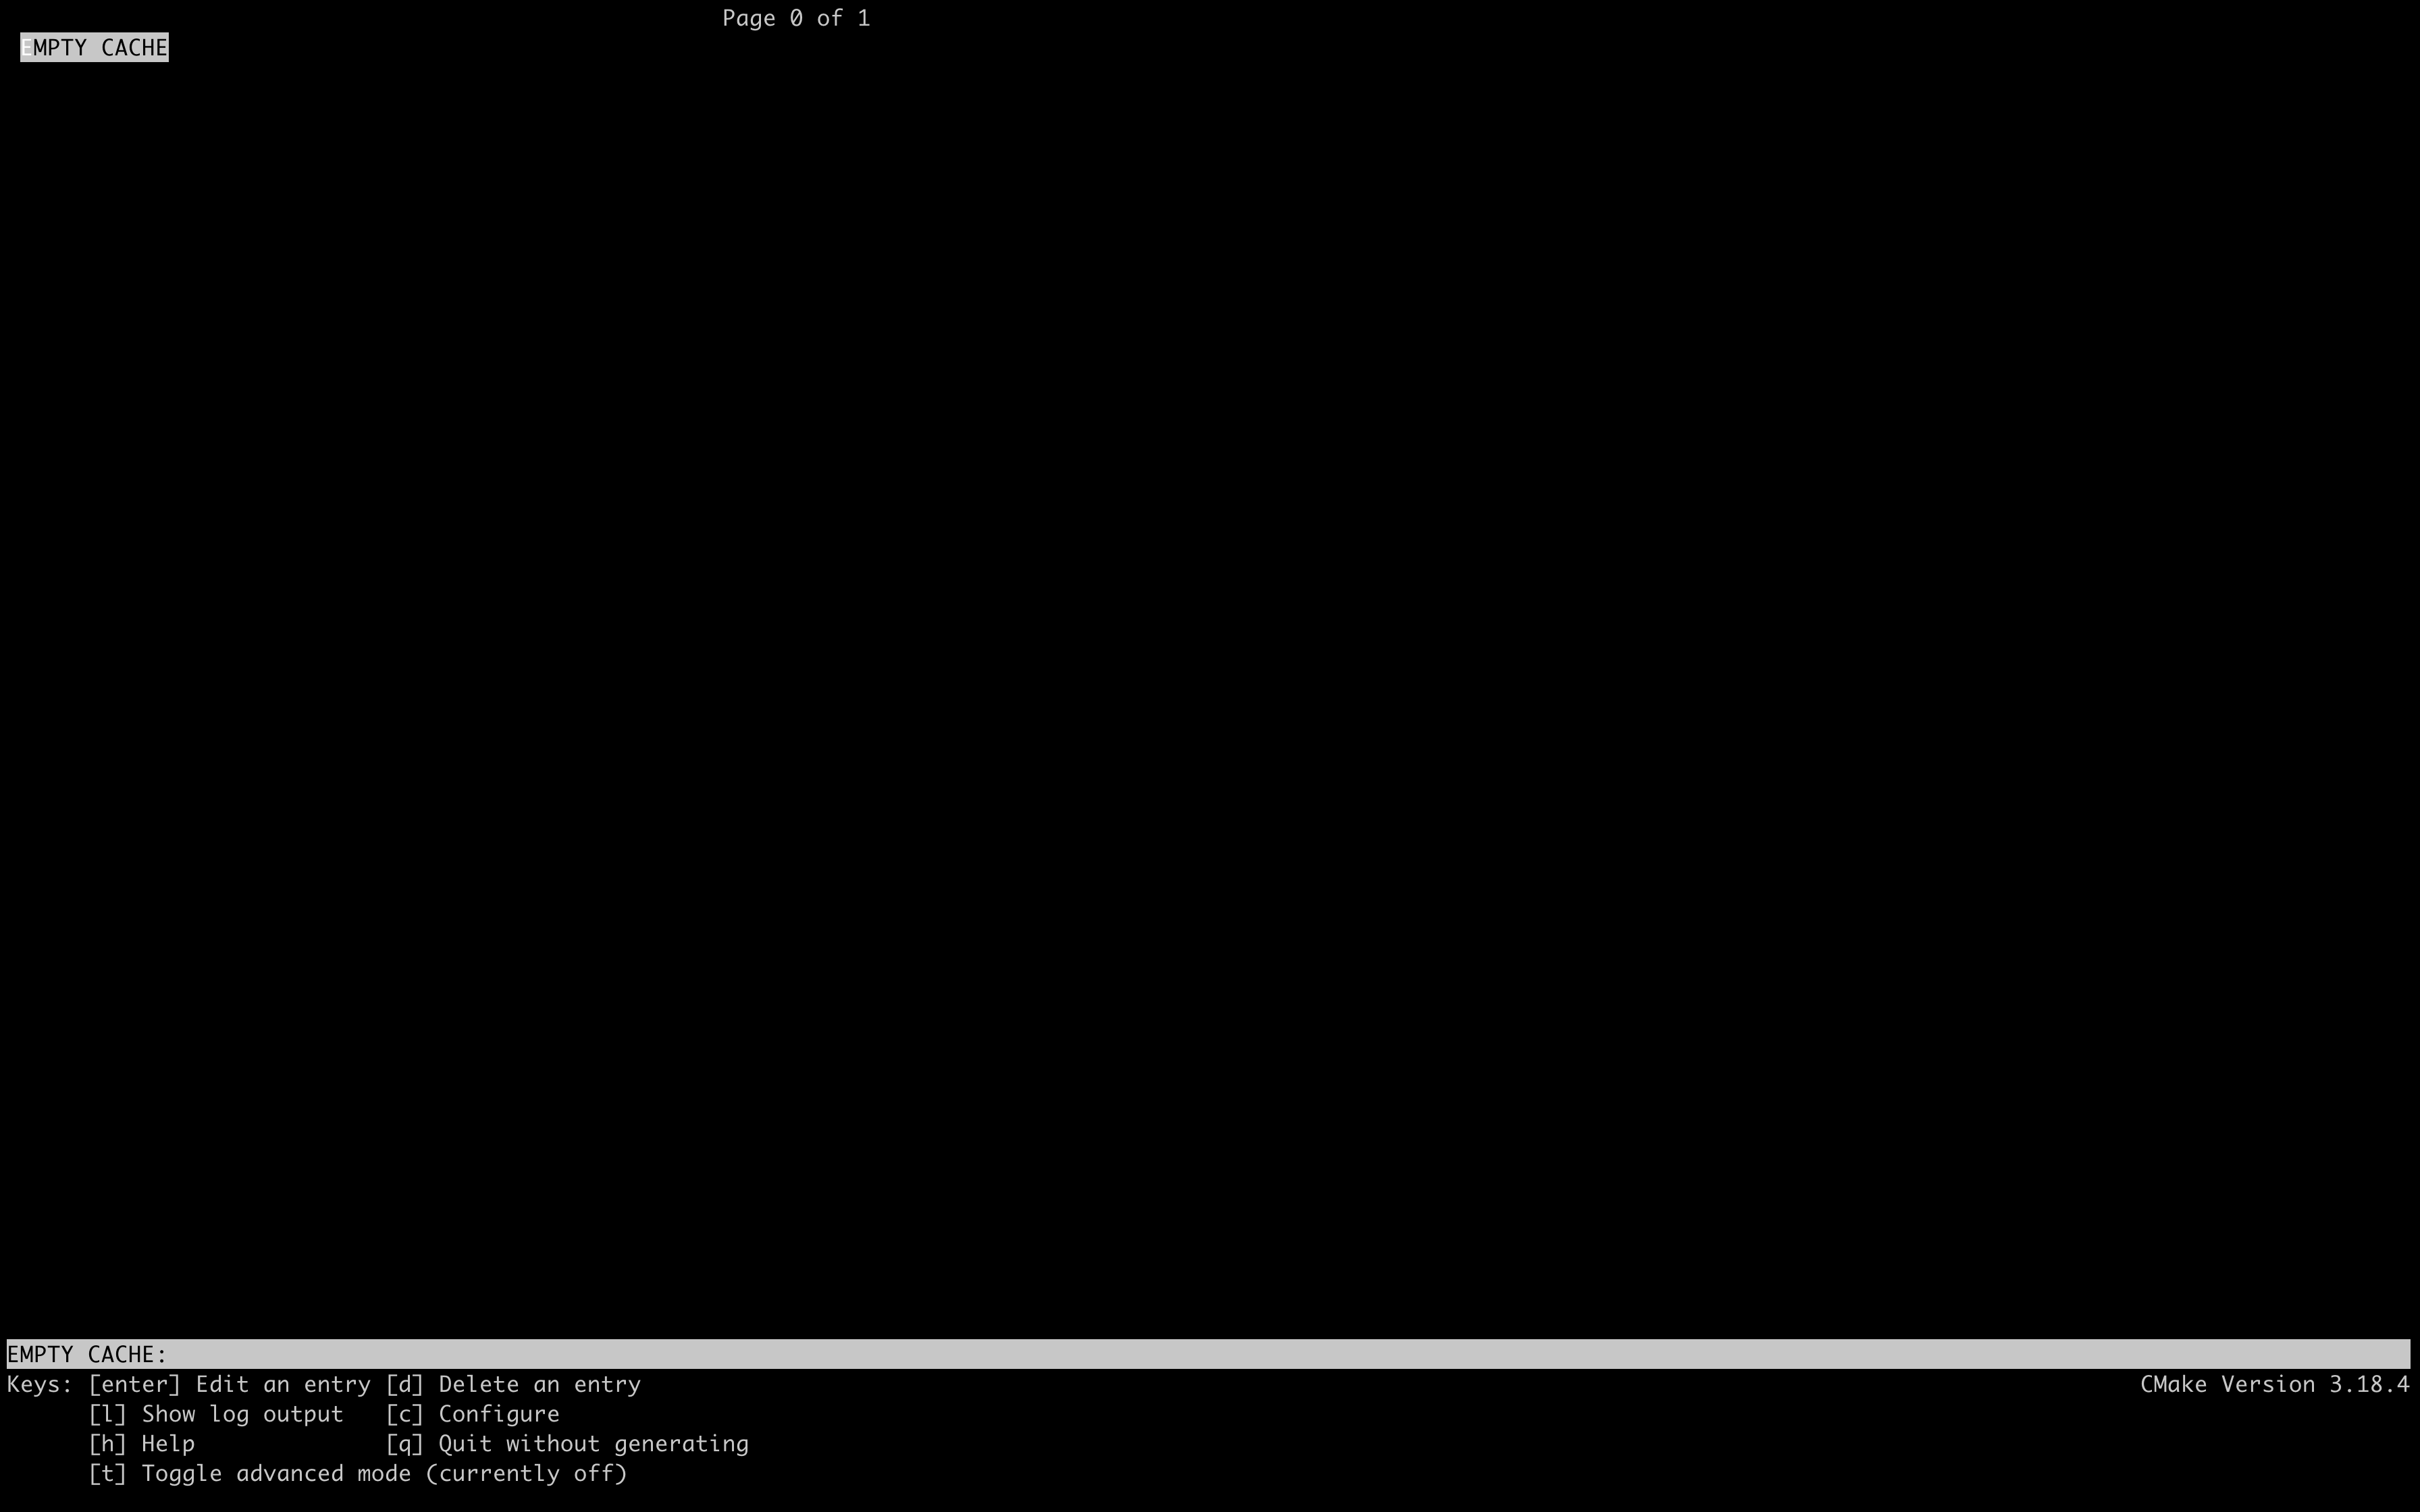 Page 0 of 1
EMPTY CACHE
EMPTY CACHE:
Keys: [enter] Edit an entry [d] Delete an entry CMake Version 3.18.4
[l] Show log output [c] Configure
[h] Help [q] Quit without generating
[t] Toggle advanced mode (currently off)